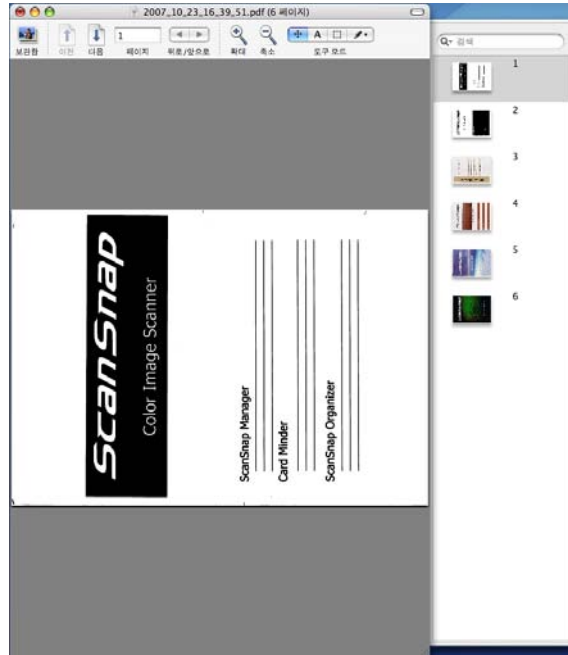 2007_10_23_16_39_51.pdf (6 페이지)
1
A
보관함 이전 다음 페이지 뒤로/앞으로 확대 축소 도구 모드
ScanSnap
Color Image Scanner
ScanSnap Manager
Card Minder
ScanSnap Organizer
검색
1
2
3
4
5
6